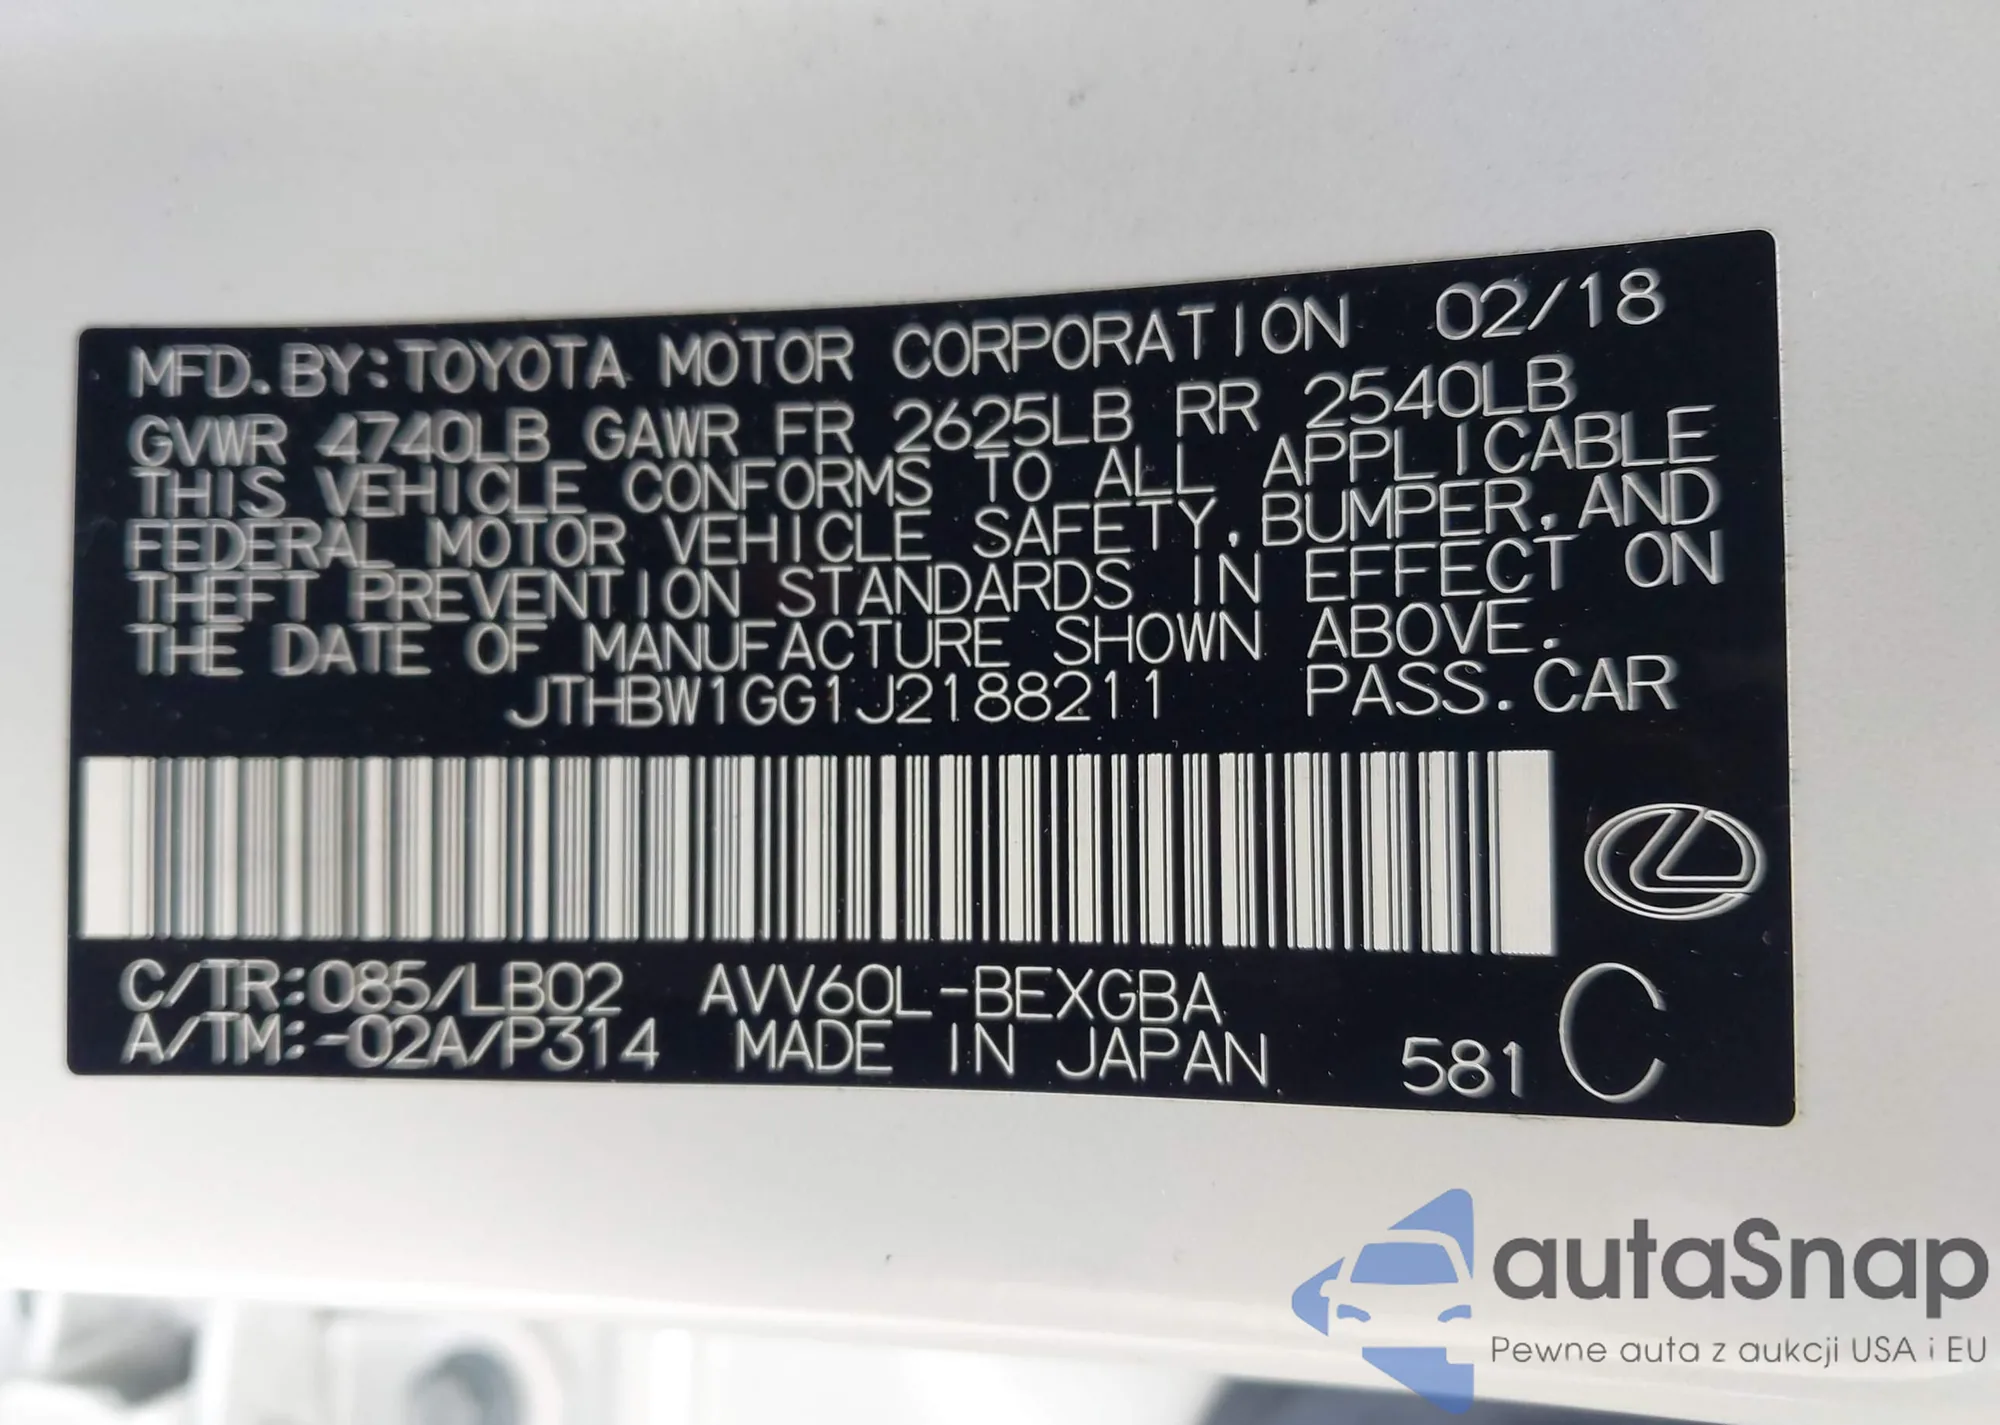 MFD. BY: TOYOTA MOTOR CORPORATION 02/18
GVWR 4740LB GAWR FR 2625LB RR 2540LB
THIS VEHICLE CONFORMS TO ALL APPLICABLE
FEDERAL MOTOR VEHICLE SAFETY, BUMPER, AND
THEFT PREVENTION STANDARDS IN EFFECT ON
THE DATE OF MANUFACTURE SHOWN ABOVE.
JTHBW1GG1J2188211 PASS. CAR
C/TR: 085/LB02 AVV60L-BEXGBA
A/TM: -02A/P314 MADE IN JAPAN 581 C
autaSnap
Pewne auta z aukcji USA i EU